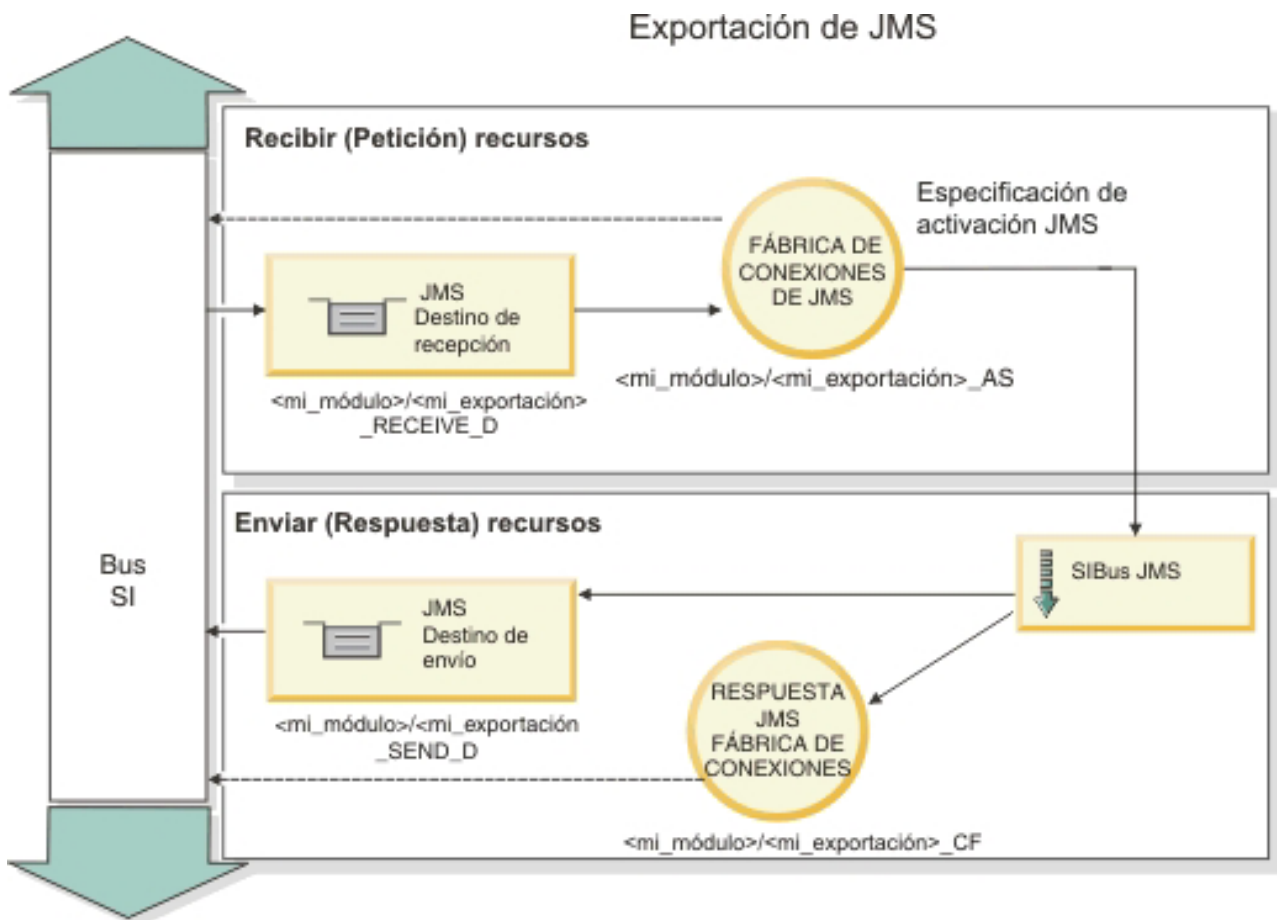 Exportación de JMS
Recibir (Petición) recursos
Especificación de
activación JMS
FÁBRICA DE
CONEXIONES
DE JMS
JMS
Destino de
recepción
<mi_módulo>/<mi_exportación>_AS
<mi_módulo>/<mi_exportación>
_RECEIVE_D
Enviar (Respuesta) recursos
Bus
SI
SIBus JMS
JMS
Destino de
envío
RESPUESTA
JMS
FÁBRICA DE
CONEXIONES
<mi_módulo>/<mi_exportación
_SEND_D
<mi_módulo>/<mi_exportación>_CF